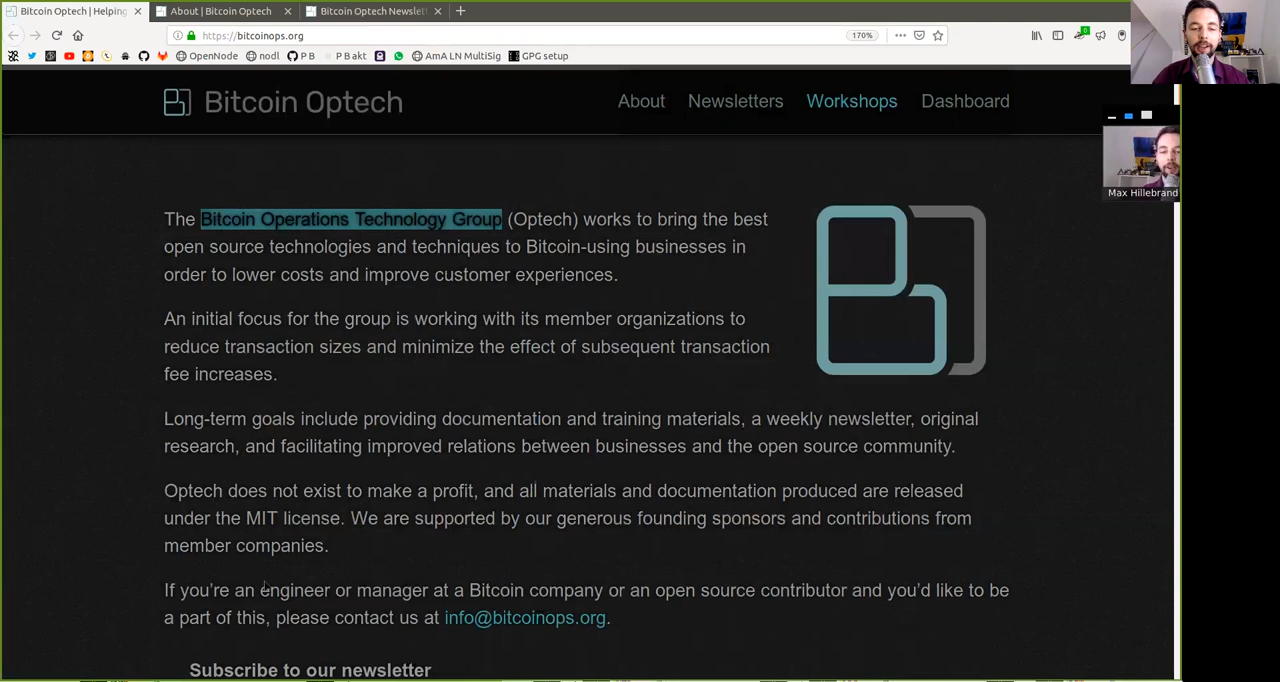 Bitcoin Optech | Helping
About | Bitcoin Optech
Bitcoin Optech Newslet
https://bitcoinops.org
170%
OpenNode
nodl
P B
P B akt
AmA LN MultiSig
GPG setup
Bitcoin Optech
About
Newsletters
Workshops
Dashboard
Max Hillebrand
The Bitcoin Operations Technology Group (Optech) works to bring the best
open source technologies and techniques to Bitcoin-using businesses in
order to lower costs and improve customer experiences.
An initial focus for the group is working with its member organizations to
reduce transaction sizes and minimize the effect of subsequent transaction
fee increases.
Long-term goals include providing documentation and training materials, a weekly newsletter, original
research, and facilitating improved relations between businesses and the open source community.
Optech does not exist to make a profit, and all materials and documentation produced are released
under the MIT license. We are supported by our generous founding sponsors and contributions from
member companies.
If you're an engineer or manager at a Bitcoin company or an open source contributor and you'd like to be
a part of this, please contact us at info@bitcoinops.org.
Subscribe to our newsletter